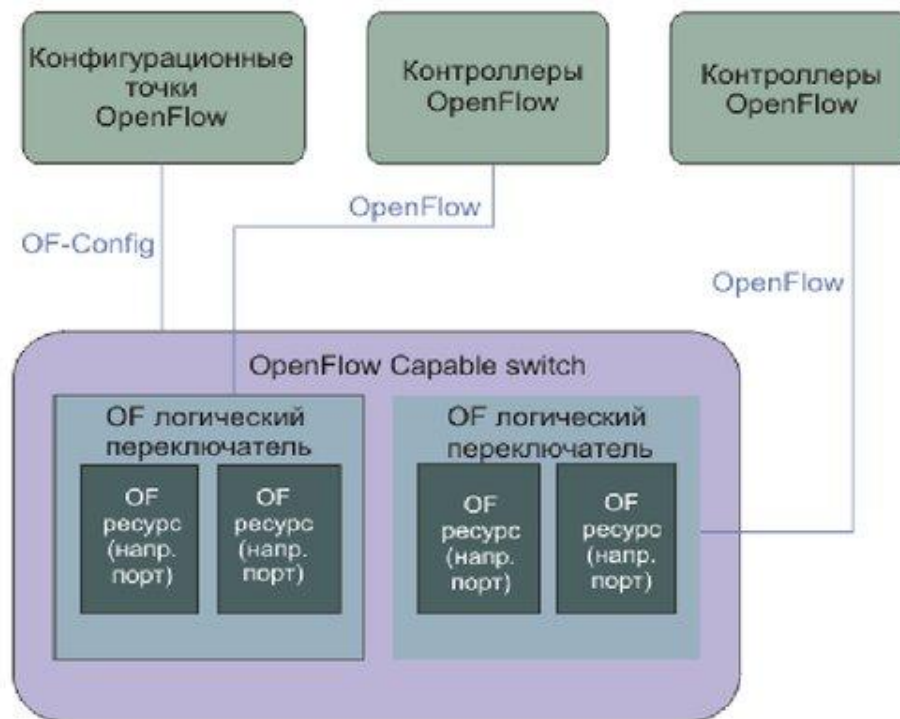 Конфигурационные
точки
OpenFlow
Контроллеры
OpenFlow
Контроллеры
OpenFlow
OF-Config
OpenFlow
OpenFlow
OpenFlow Capable switch
OF логический
переключатель
OF
ресурс
(напр.
порт)
OF
ресурс
(напр.
порт)
OF логический
переключатель
OF
ресурс
(напр.
порт)
OF
ресурс
(напр.
порт)